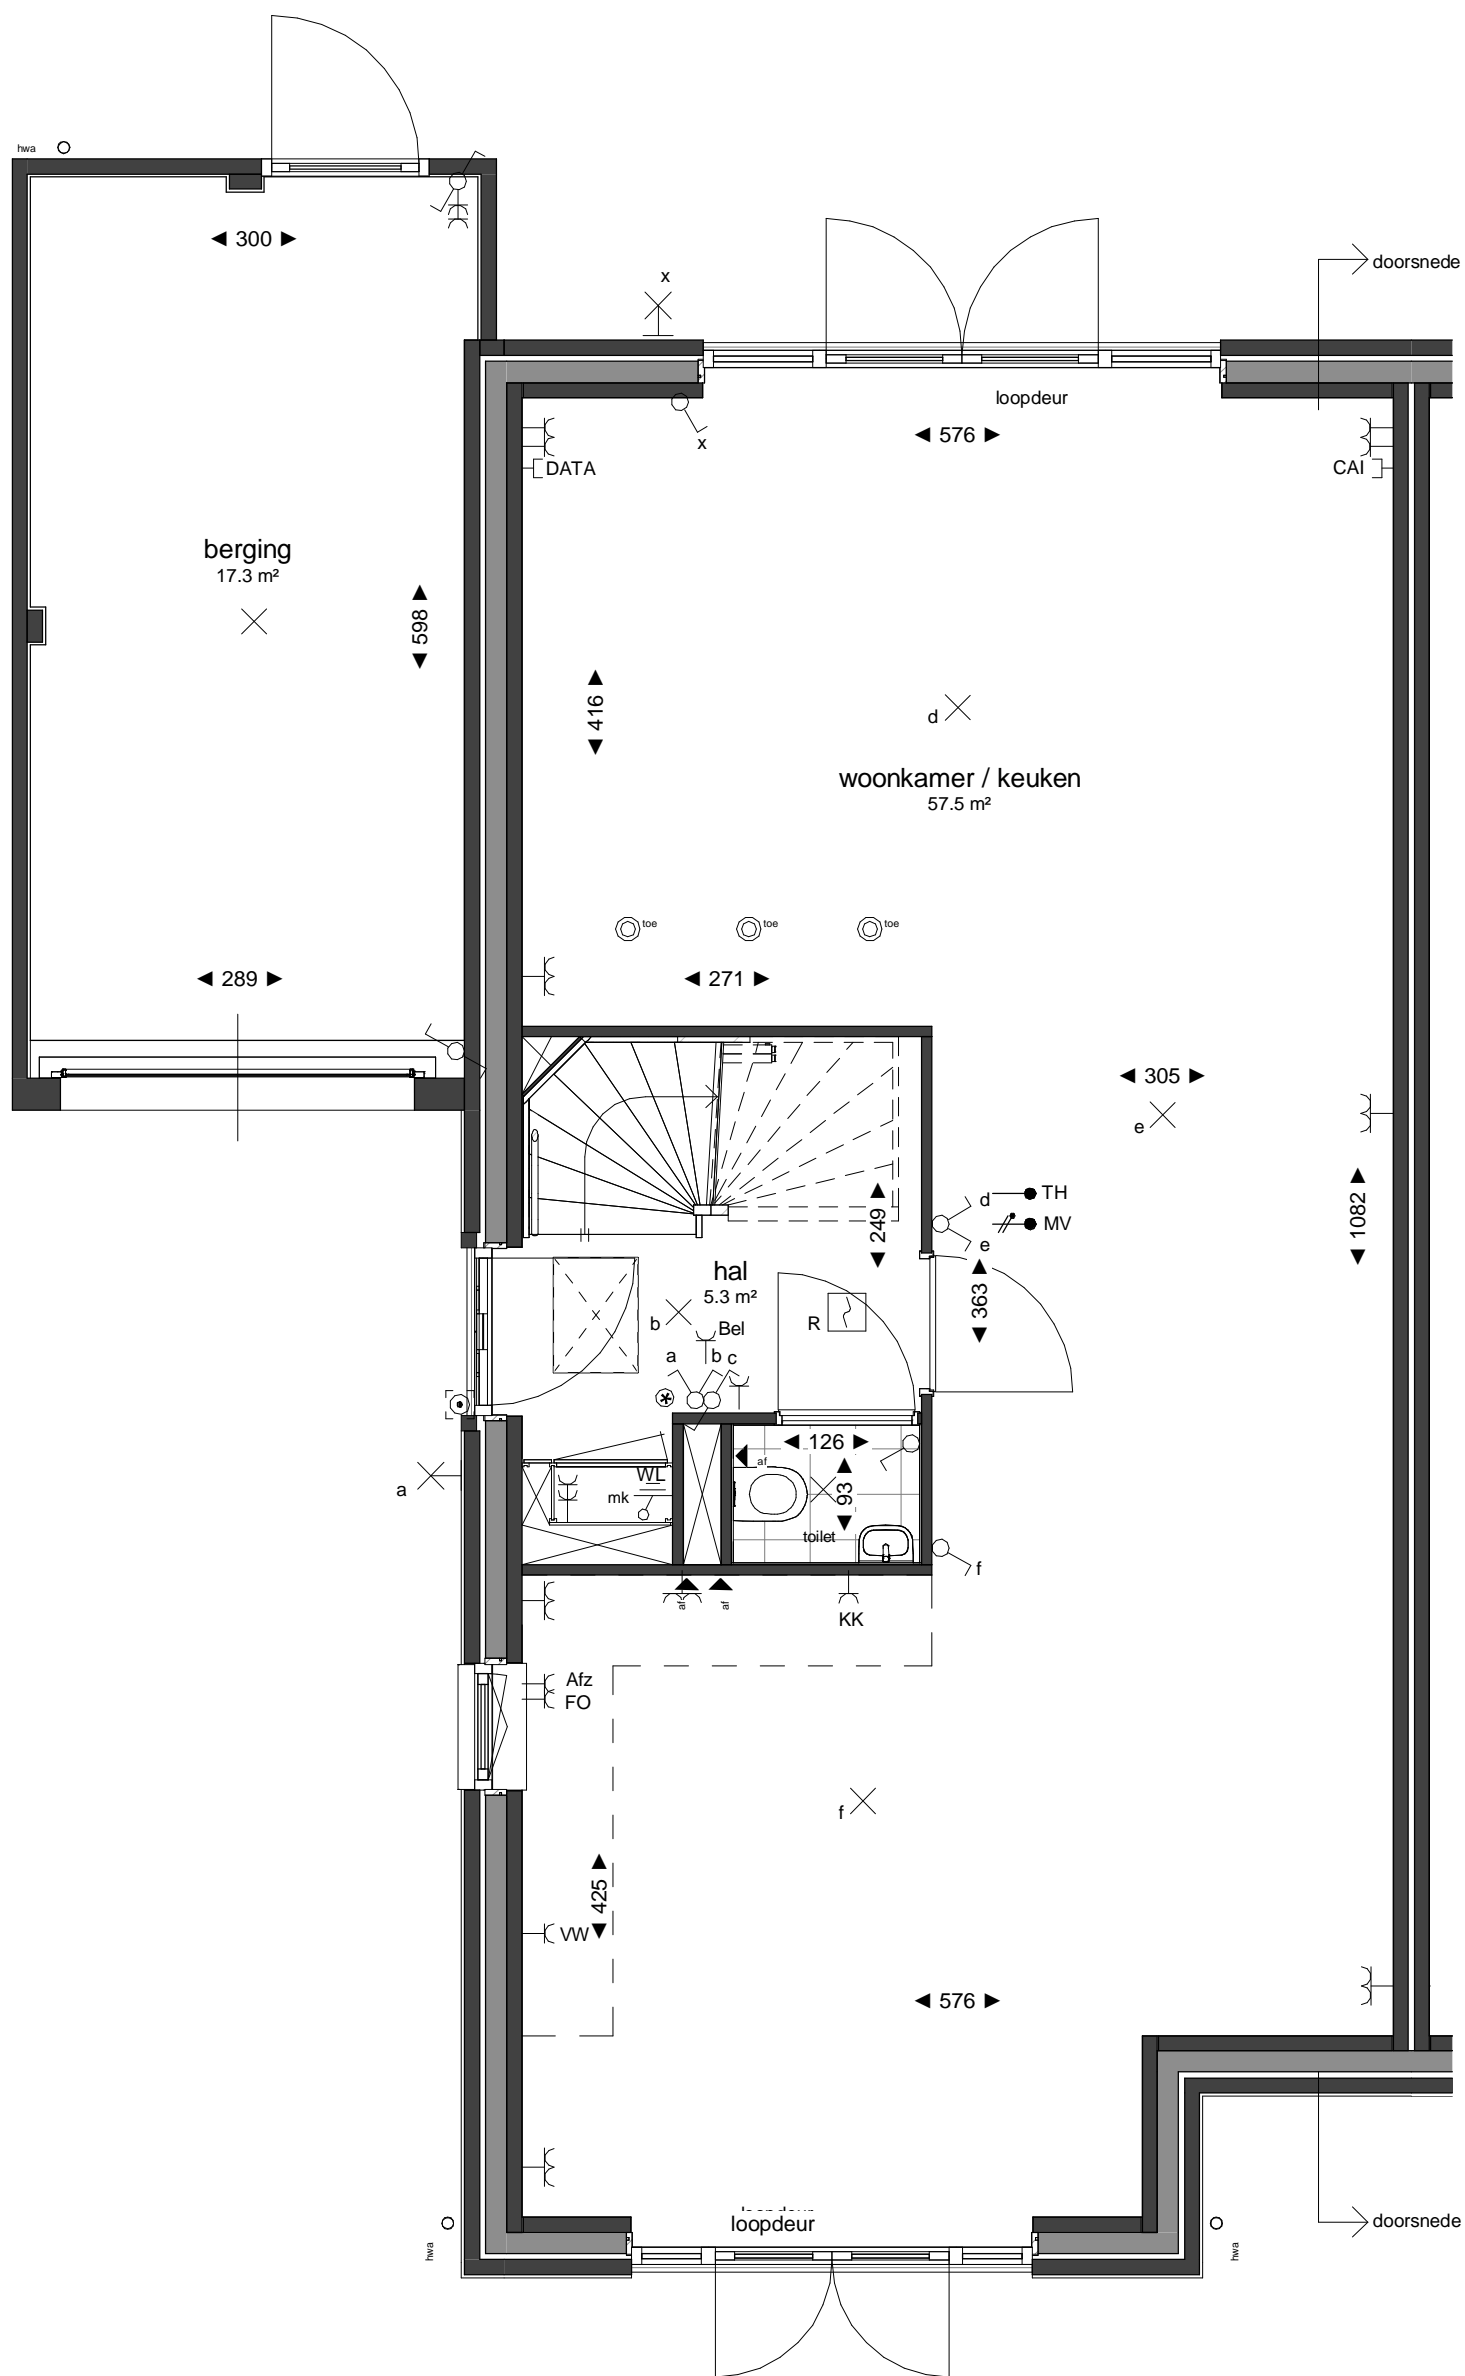 hwa
300
x
doorsnede
loopdeur
576
x
DATA
CAI
berging
17.3 m²
598
416
d
woonkamer / keuken
57.5 m²
toe
toe
toe
289
271
305
e
TH
d
MV
e
249
1082
363
hal
5.3 m²
b
R
Bel
a
b
c
126
af
93
WL
mk
a
toilet
f
af
af
KK
Afz
FO
f
425
VW
576
loopdeur
hwa
hwa
doorsnede